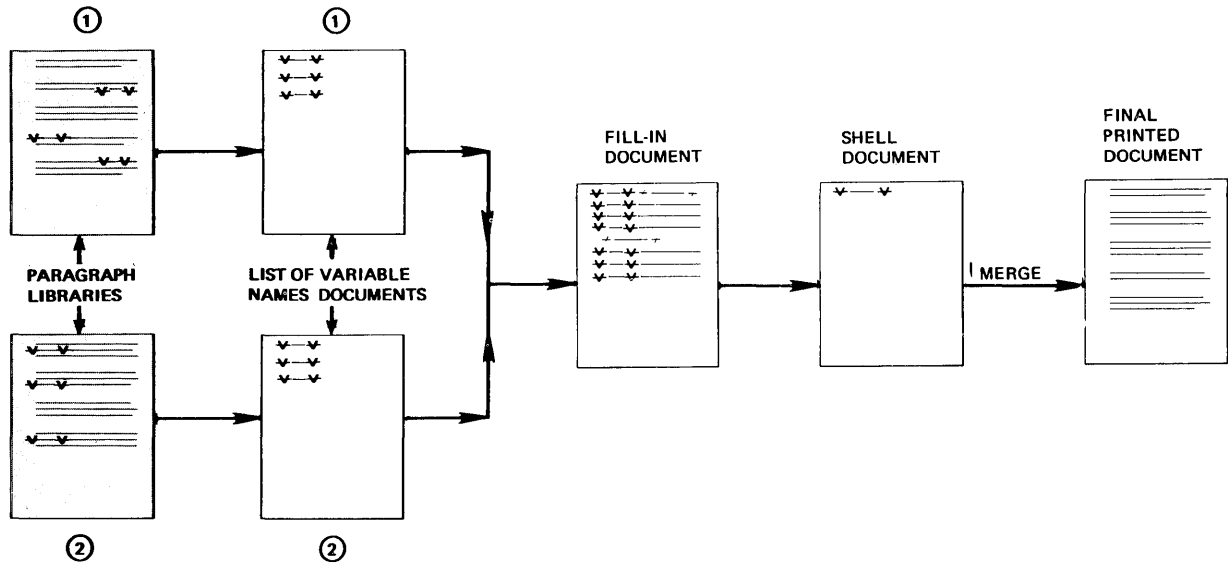 1
1
FILL-IN
DOCUMENT
SHELL
DOCUMENT
FINAL
PRINTED
DOCUMENT
PARAGRAPH
LIBRARIES
LIST OF VARIABLE
NAMES DOCUMENTS
MERGE
2
2